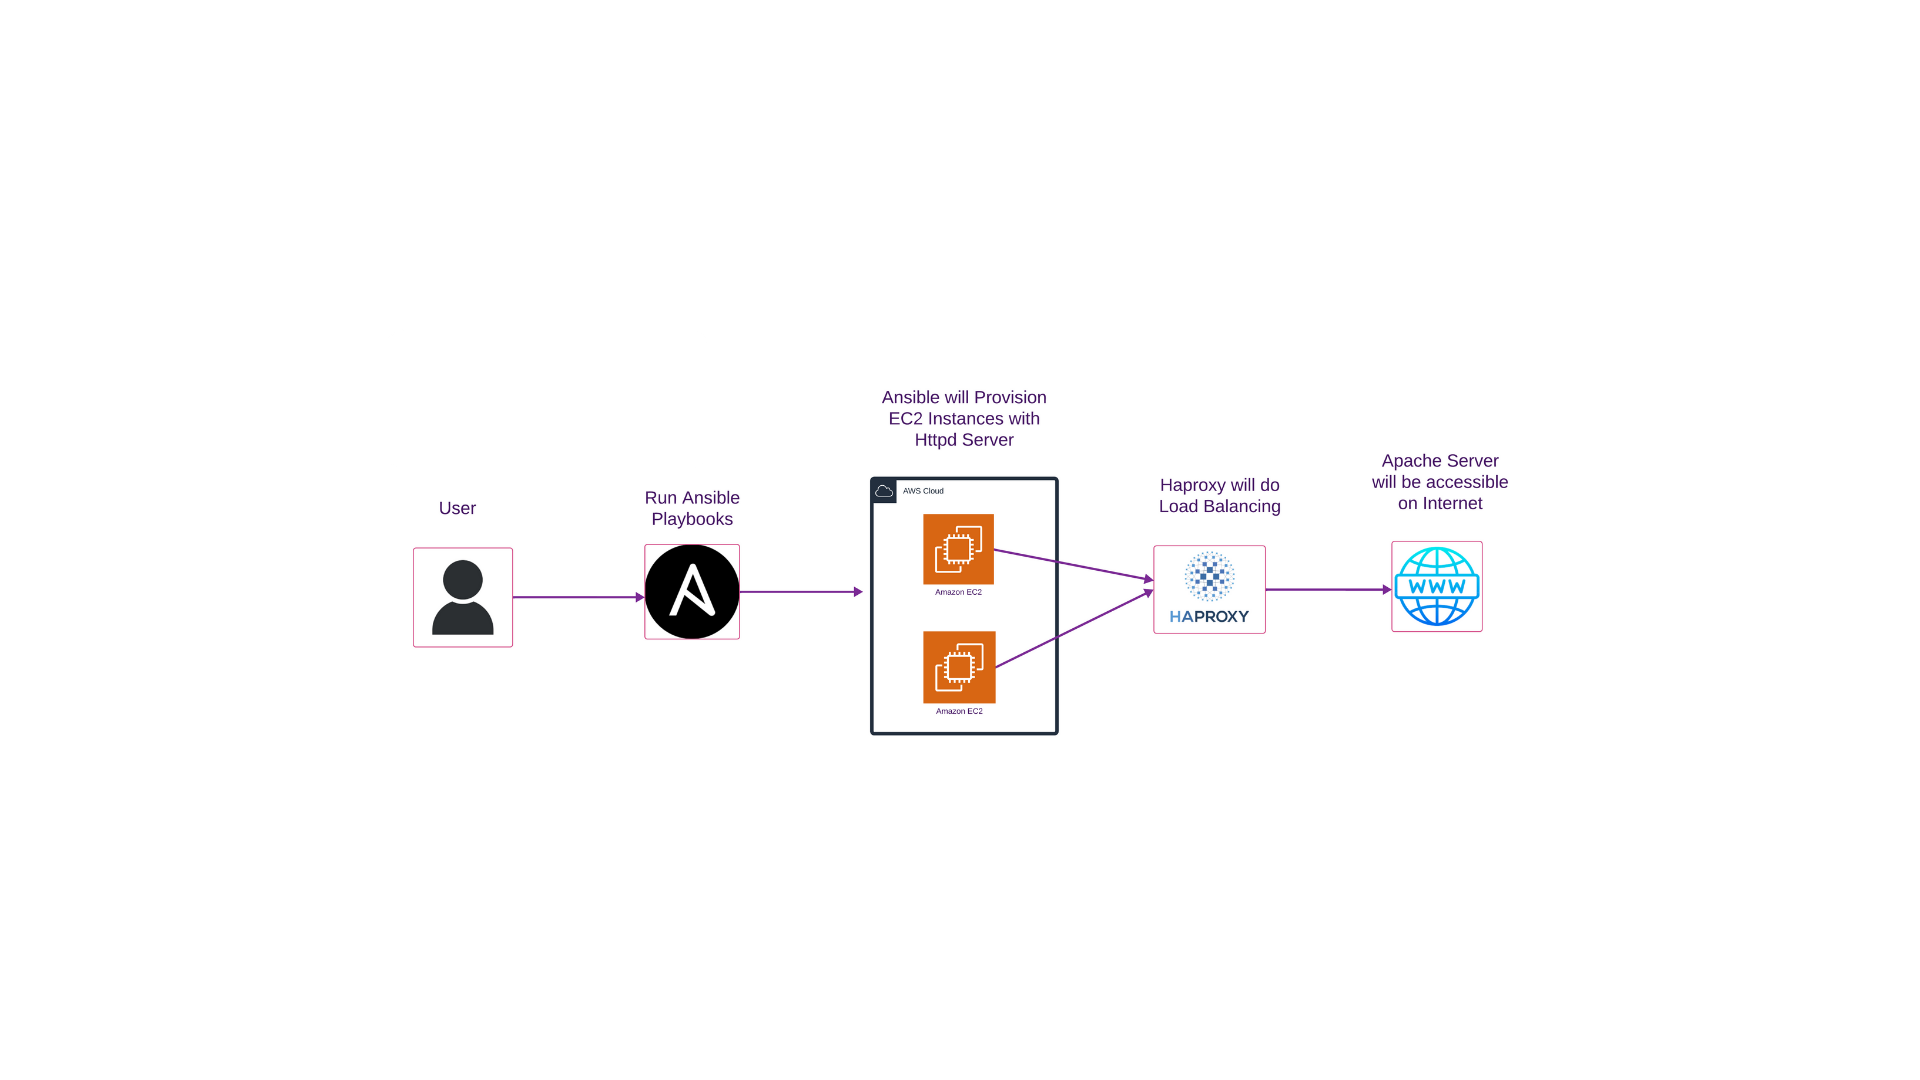 User
Run Ansible
Playbooks
Ansible will Provision
EC2 Instances with
Httpd Server
AWS Cloud
Amazon EC2
Amazon EC2
Haproxy will do
Load Balancing
HAPROXY
Apache Server
will be accessible
on Internet
WWW